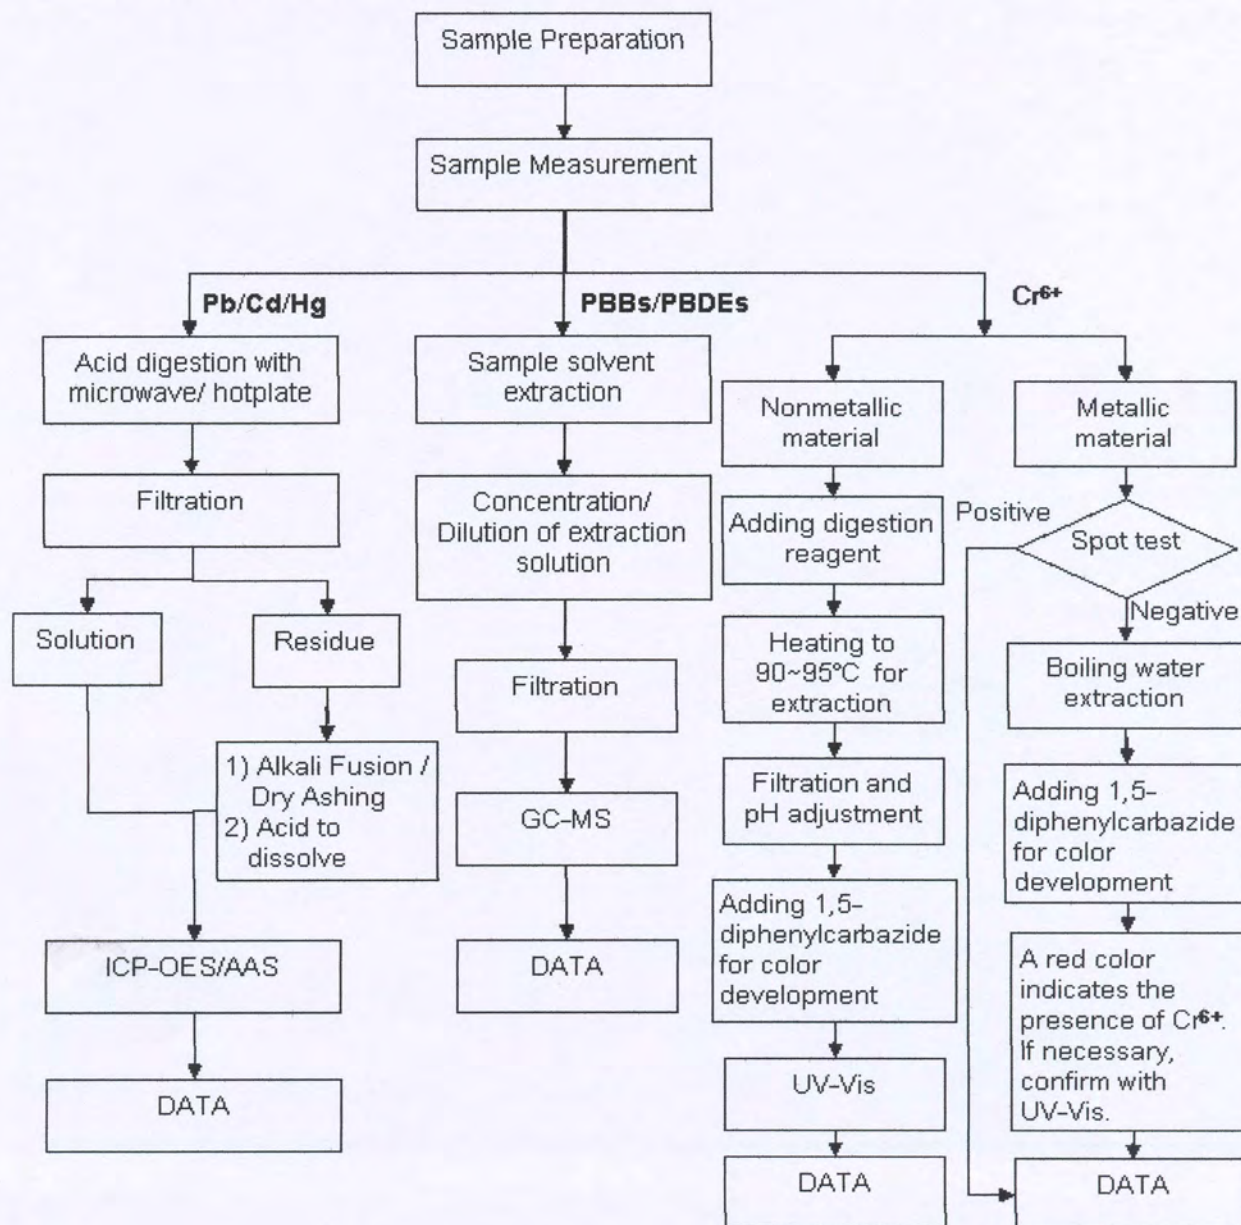 Sample Preparation
Sample Measurement
Pb/Cd/Hg
PBBs/PBDEs
Cr⁶⁺
Acid digestion with
microwave/ hotplate
Filtration
Solution
Residue
1) Alkali Fusion /
Dry Ashing
2) Acid to
dissolve
ICP-OES/AAS
DATA
Sample solvent
extraction
Concentration/
Dilution of extraction
solution
Filtration
GC-MS
DATA
Nonmetallic
material
Adding digestion
reagent
Heating to
90~95°C for
extraction
Filtration and
pH adjustment
Adding 1,5-
diphenylcarbazide
for color
development
UV-Vis
DATA
Metallic
material
Positive
Spot test
Negative
Boiling water
extraction
Adding 1,5-
diphenylcarbazide
for color
development
A red color
indicates the
presence of Cr⁶⁺.
If necessary,
confirm with
UV-Vis.
DATA